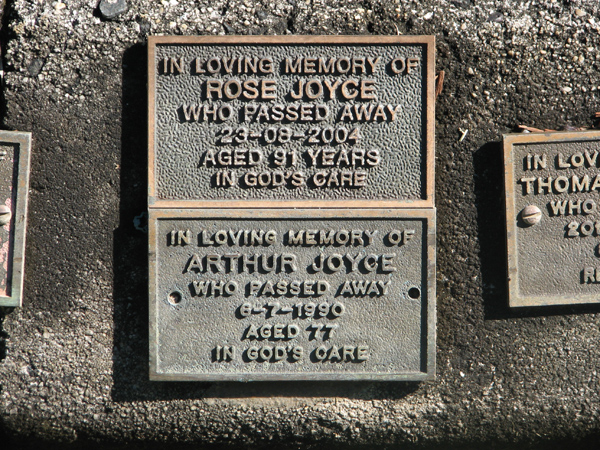 IN LOVING MEMORY OF
ROSE JOYCE
WHO PASSED AWAY
23-08-2004
AGED 91 YEARS
IN GOD'S CARE
IN LOVING MEMORY OF
ARTHUR JOYCE
WHO PASSED AWAY
6-7-1990
AGED 77
IN GOD'S CARE
IN LOV
THOMA
WHO
20
RE